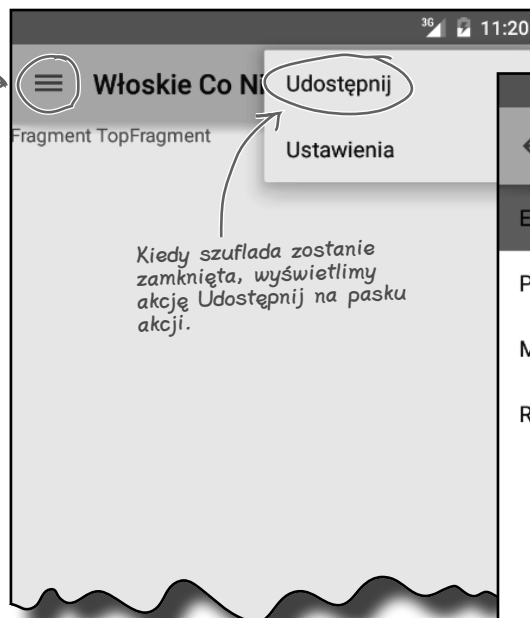 3G 11:20
Włoskie Co Ni
Udostępnij
Fragment TopFragment
Ustawienia
Kiedy szuflada zostanie
zamknięta, wyświetlimy
akcję Udostępnij na pasku
akcji.
E
P
M
R